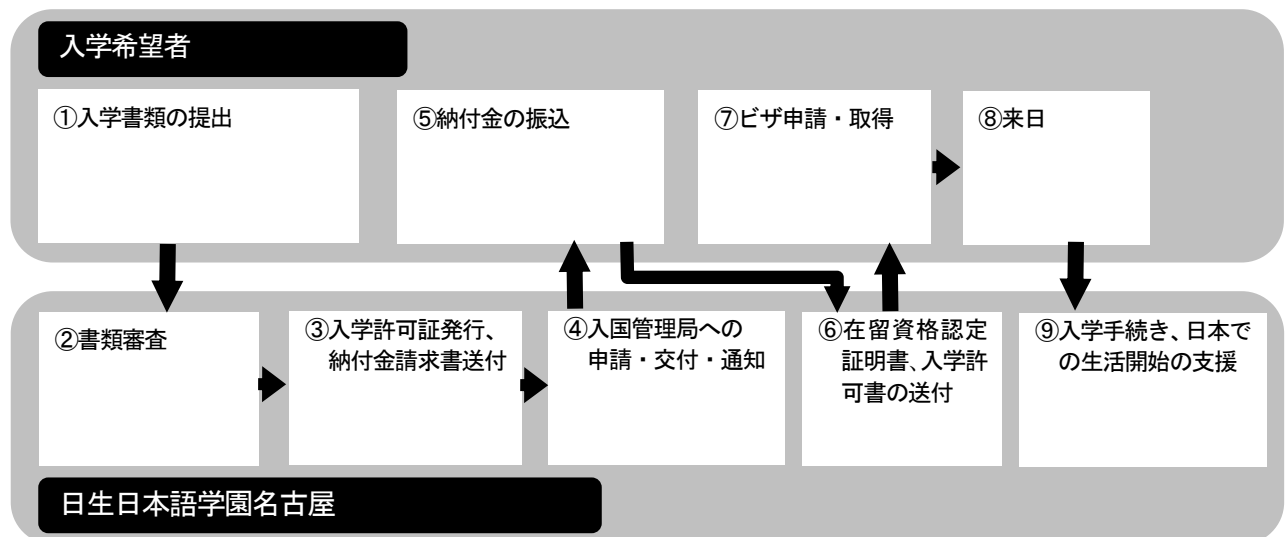 入学希望者
①入学書類の提出
⑤納付金の振込
⑦ビザ申請・取得
⑧来日
②書類審査
③入学許可証発行、
納付金請求書送付
④入国管理局への
申請・交付・通知
⑥在留資格認定
証明書、入学許
可書の送付
⑨入学手続き、日本で
の生活開始の支援
日生日本語学園名古屋